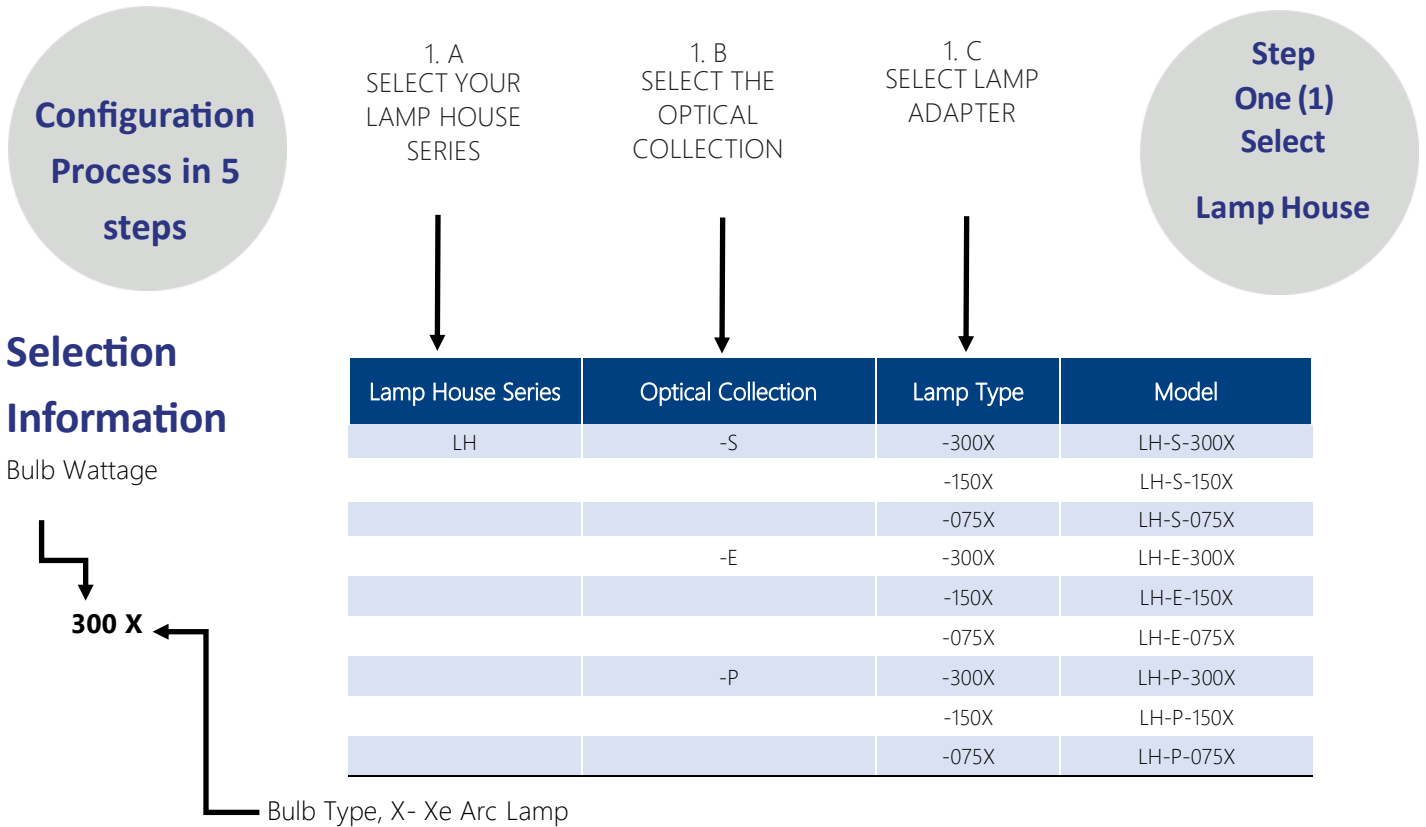 Configuration
Process in 5
steps
1. A
SELECT YOUR
LAMP HOUSE
SERIES
1. B
SELECT THE
OPTICAL
COLLECTION
1. C
SELECT LAMP
ADAPTER
Step
One (1)
Select
Lamp House
Selection
Information
Bulb Wattage
300 X
Bulb Type, X- Xe Arc Lamp
Lamp House Series Optical Collection Lamp Type Model
LH -S -300X LH-S-300X
-150X LH-S-150X
-075X LH-S-075X
-E -300X LH-E-300X
-150X LH-E-150X
-075X LH-E-075X
-P -300X LH-P-300X
-150X LH-P-150X
-075X LH-P-075X